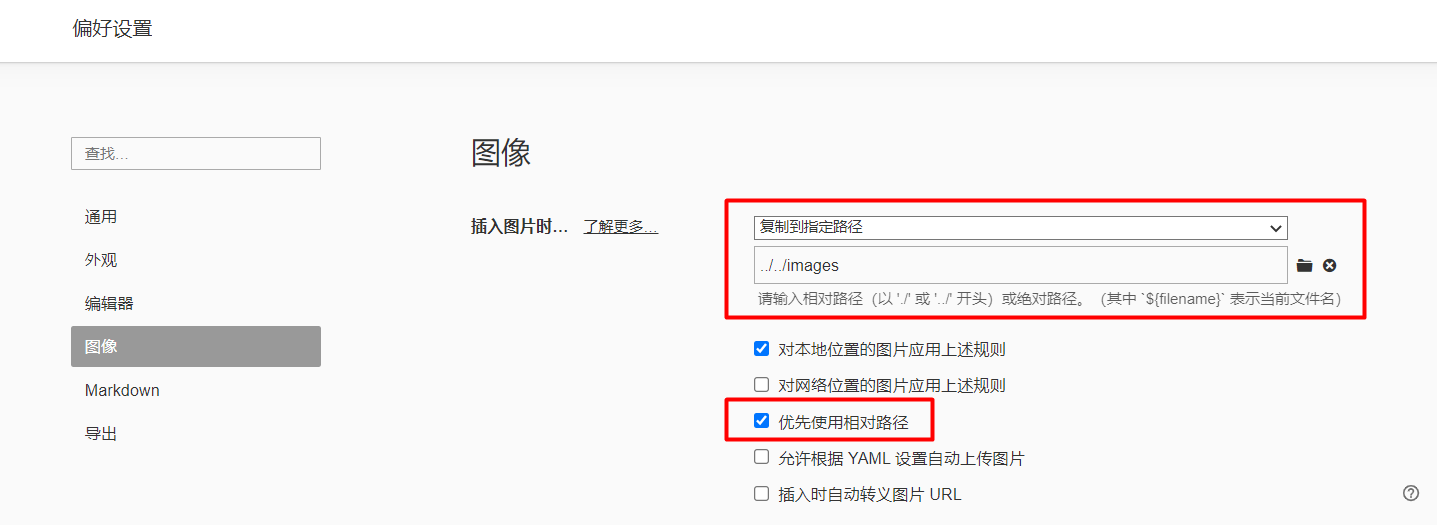 偏好设置
查找...
通用
外观
编辑器
图像
Markdown
导出
图像
插入图片时... 了解更多...
复制到指定路径
../../images
请输入相对路径（以 './' 或 '../' 开头）或绝对路径。（其中 `${filename}` 表示当前文件名）
对本地位置的图片应用上述规则
对网络位置的图片应用上述规则
优先使用相对路径
允许根据 YAML 设置自动上传图片
插入时自动转义图片 URL